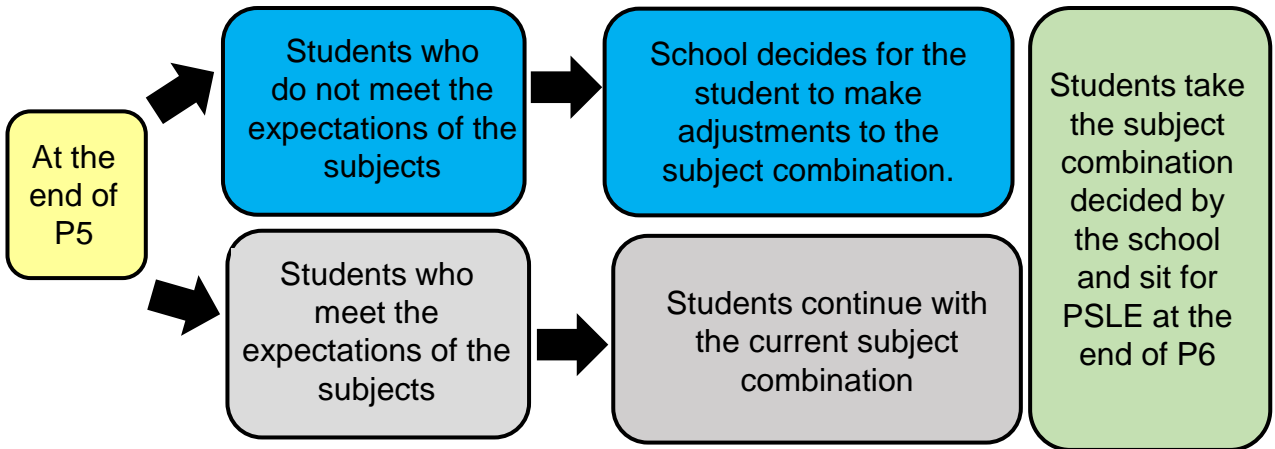 At the
end of
P5
Students who
do not meet the
expectations of the
subjects
School decides for the
student to make
adjustments to the
subject combination.
Students who
meet the
expectations of the
subjects
Students continue with
the current subject
combination
Students take
the subject
combination
decided by
the school
and sit for
PSLE at the
end of P6